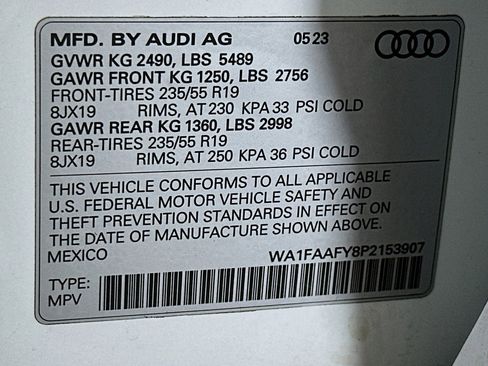 MFD. BY AUDI AG 05 23
GVWR KG 2490, LBS 5489
GAWR FRONT KG 1250, LBS 2756
FRONT-TIRES 235/55 R19
8JX19 RIMS, AT 230 KPA 33 PSI COLD
GAWR REAR KG 1360, LBS 2998
REAR-TIRES 235/55 R19
8JX19 RIMS, AT 250 KPA 36 PSI COLD
THIS VEHICLE CONFORMS TO ALL APPLICABLE
U.S. FEDERAL MOTOR VEHICLE SAFETY AND
THEFT PREVENTION STANDARDS IN EFFECT ON
THE DATE OF MANUFACTURE SHOWN ABOVE.
MEXICO WA1FAAFY8P2153907
TYPE:
MPV